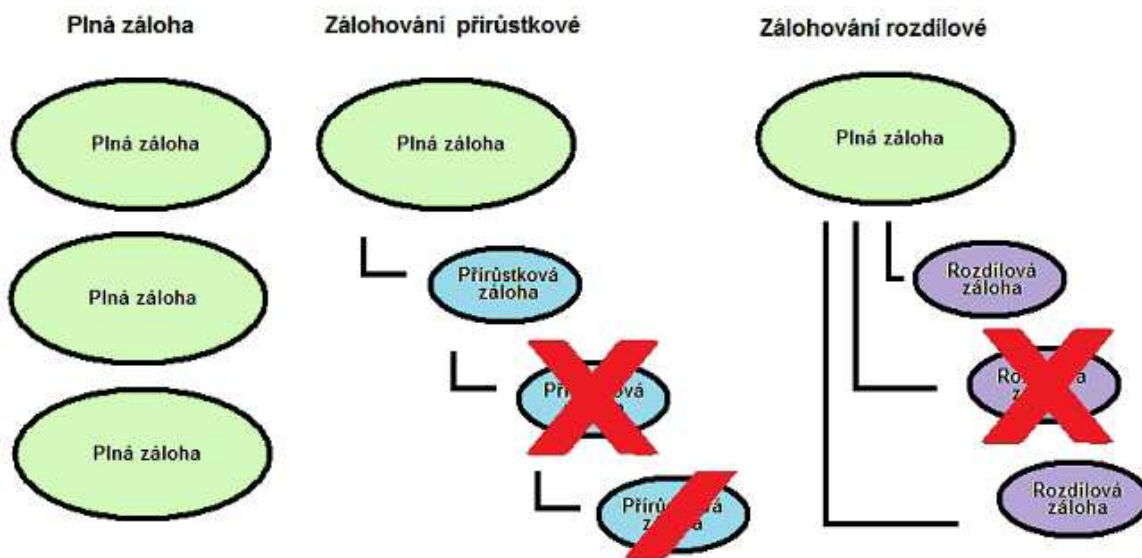 Plná záloha
Zálohování přírůstkové
Zálohování rozdílové
Plná záloha
Plná záloha
Plná záloha
Plná záloha
Přírůstková
záloha
Plná záloha
Rozdílová
záloha
Rozdílová
záloha